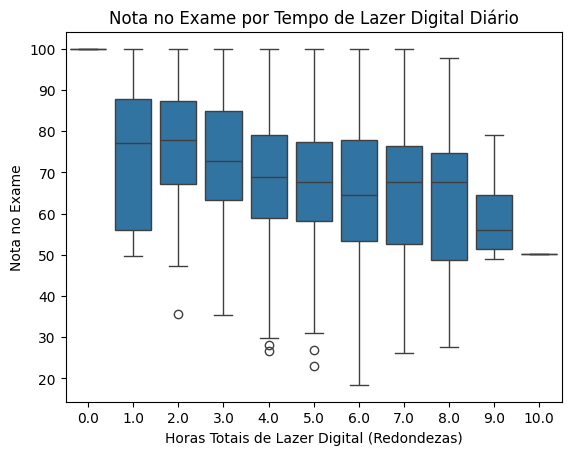 Nota no Exame por Tempo de Lazer Digital Diário
Nota no Exame
100
90
80
70
60
50
40
30
20
0.0 1.0 2.0 3.0 4.0 5.0 6.0 7.0 8.0 9.0 10.0
Horas Totais de Lazer Digital (Redondezas)